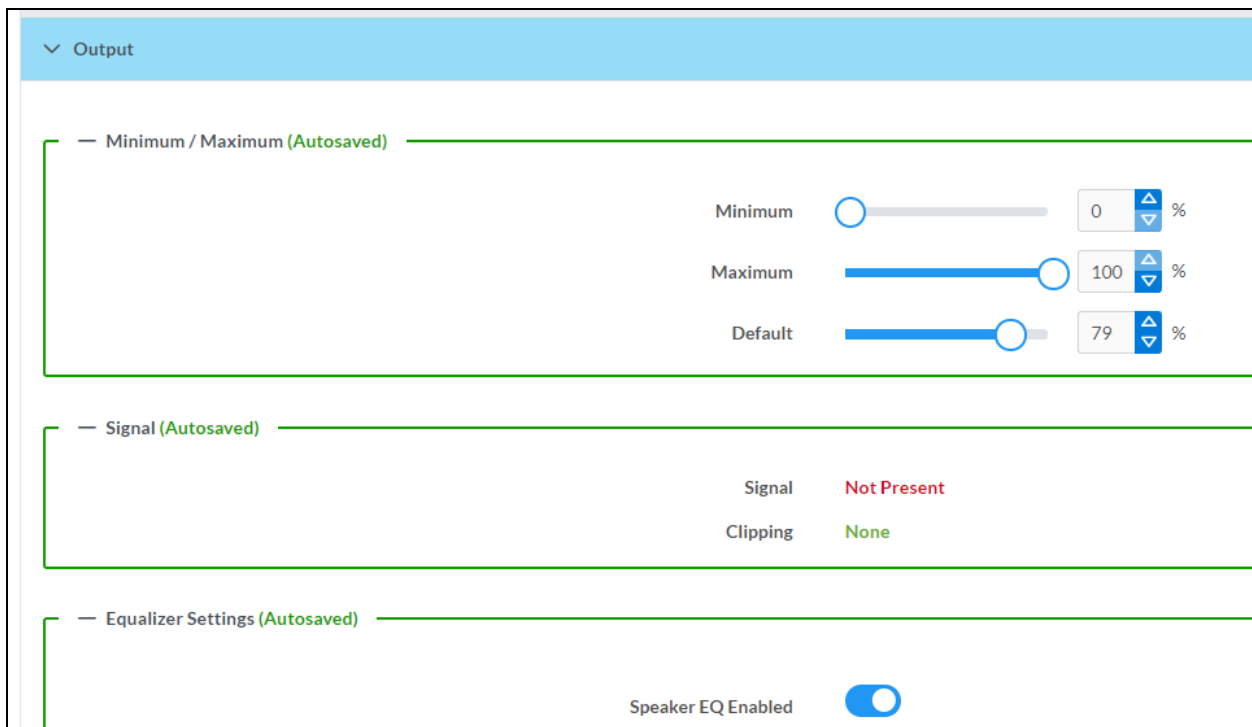 Output
Minimum / Maximum (Autosaved)
Minimum 0 %
Maximum 100 %
Default 79 %
Signal (Autosaved)
Signal Not Present
Clipping None
Equalizer Settings (Autosaved)
Speaker EQ Enabled